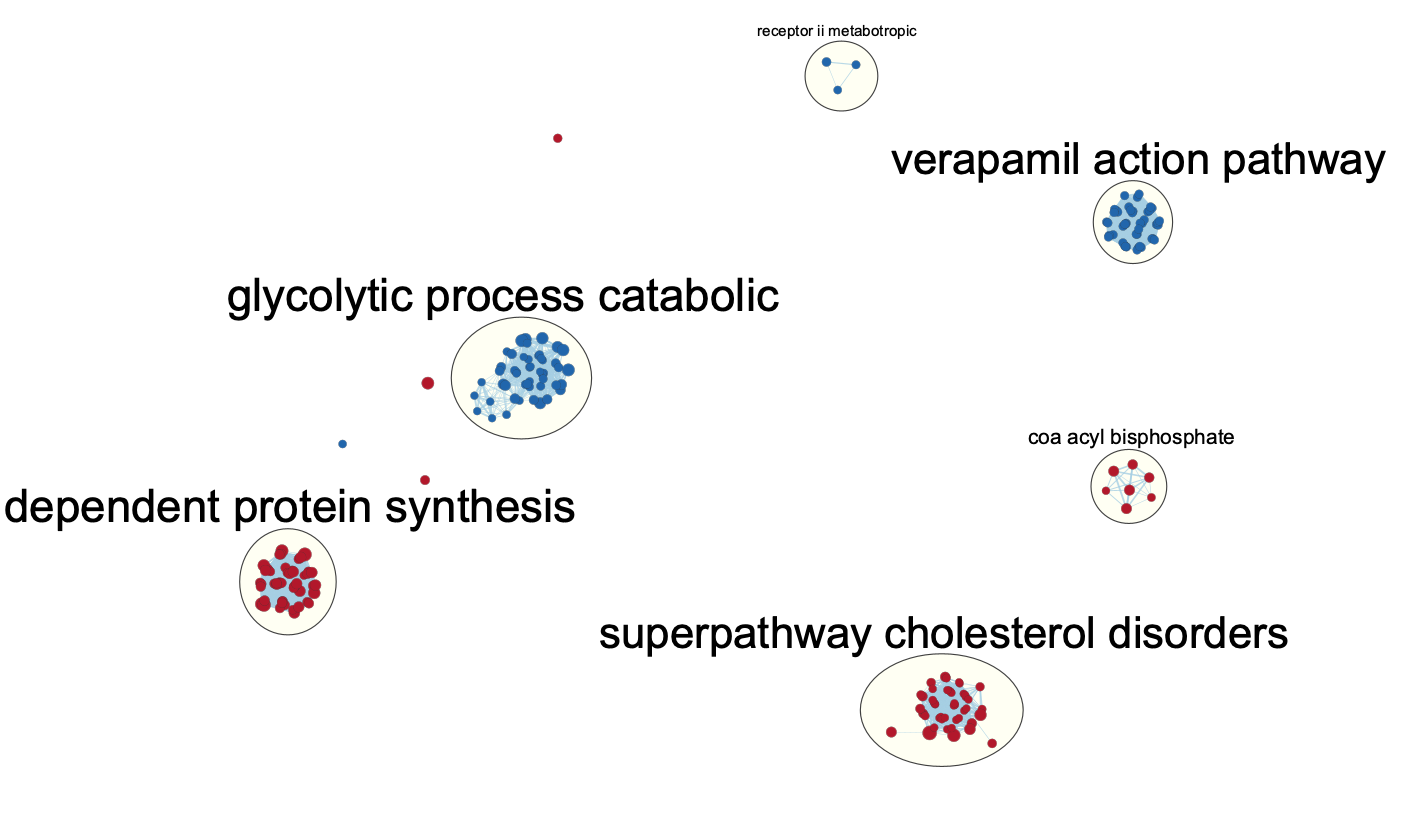 receptor ii metabotropic
verapamil action pathway
glycolytic process catabolic
coa acyl bisphosphate
dependent protein synthesis
superpathway cholesterol disorders